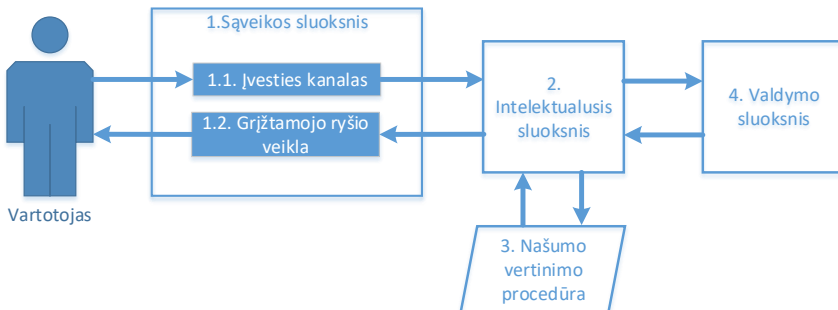 1.Sąveikos sluoksnis
1.1. Įvesties kanalas
1.2. Grįžtamojo ryšio
veikla
Vartotojas
2.
Intelektualusis
sluoksnis
4. Valdymo
sluoksnis
3. Našumo
vertinimo
procedūra